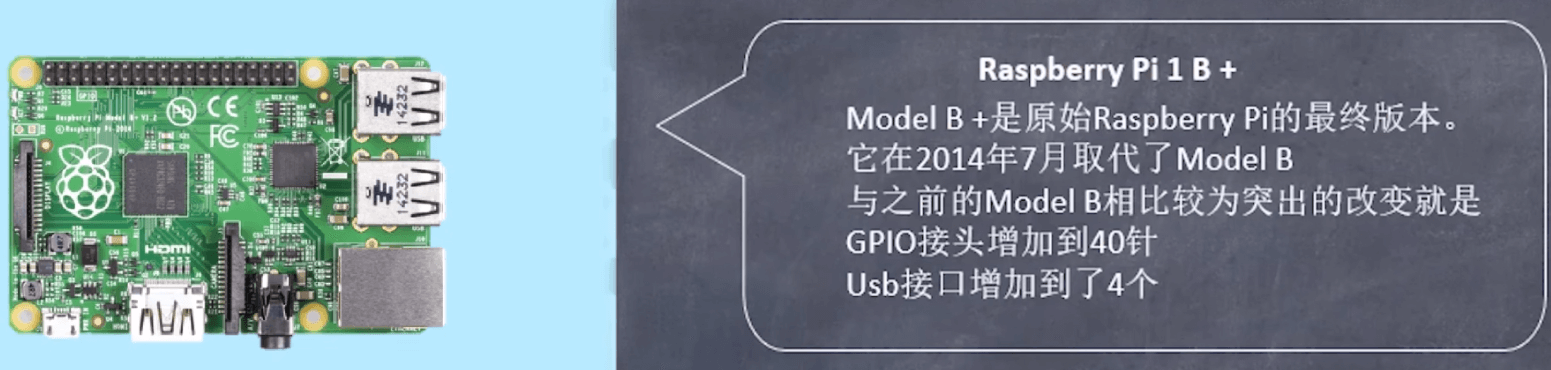 Raspberry Pi 1 B +
Model B +是原始Raspberry Pi的最终版本。
它在2014年7月取代了Model B
与之前的Model B相比较为突出的改变就是
GPIO接头增加到40针
Usb接口增加到了4个
GPIO
Raspberry Pi Model B+ V1.2
©Raspberry Pi 2014
CE
FC
14232
USB
14232
USB
DISPLAY
HDMI
CAMERA